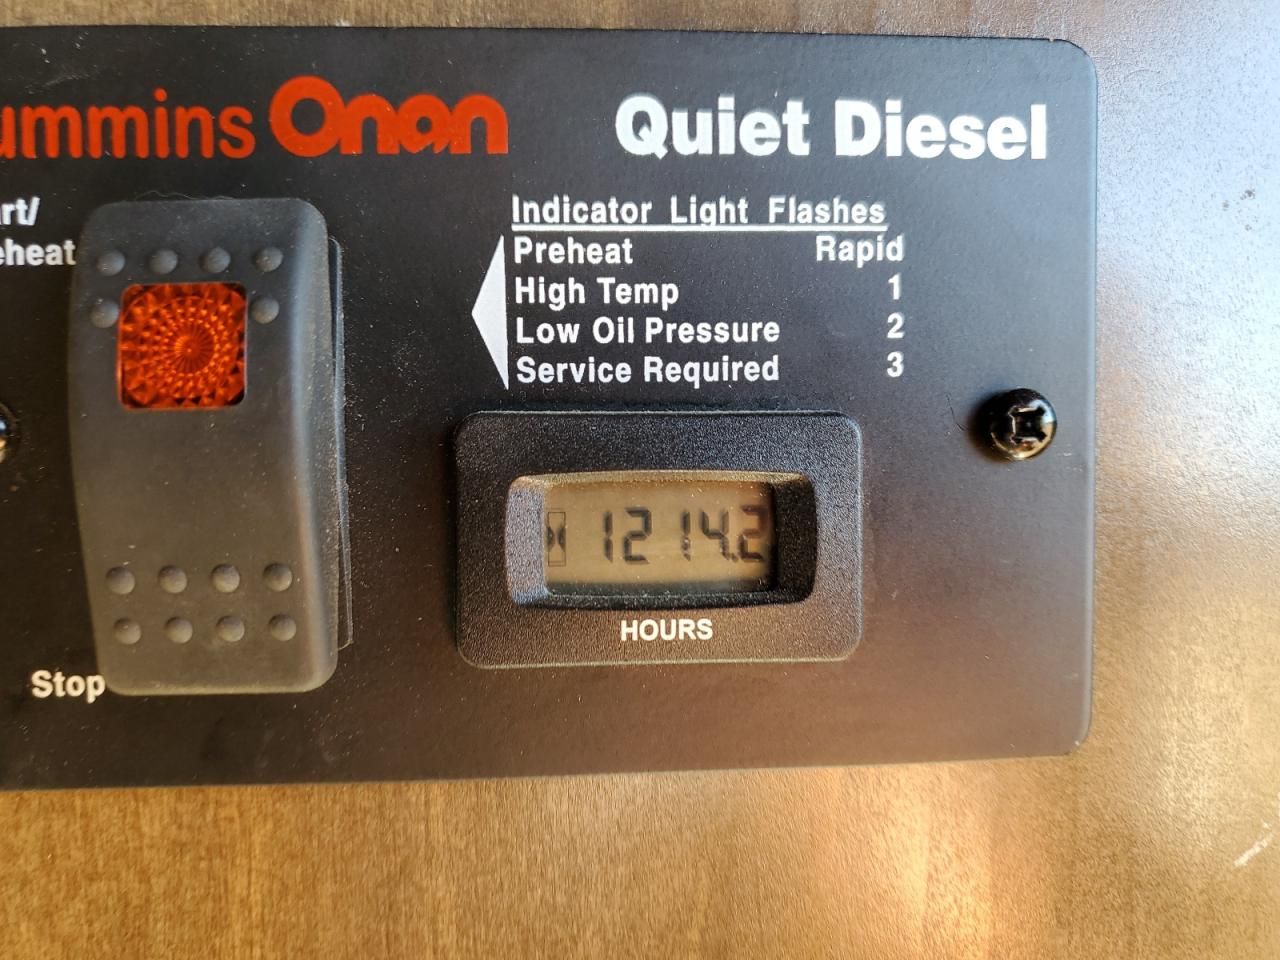 ummins Onan Quiet Diesel
rt/
eheat
Indicator Light Flashes
Preheat Rapid
High Temp 1
Low Oil Pressure 2
Service Required 3
1214.2
HOURS
Stop